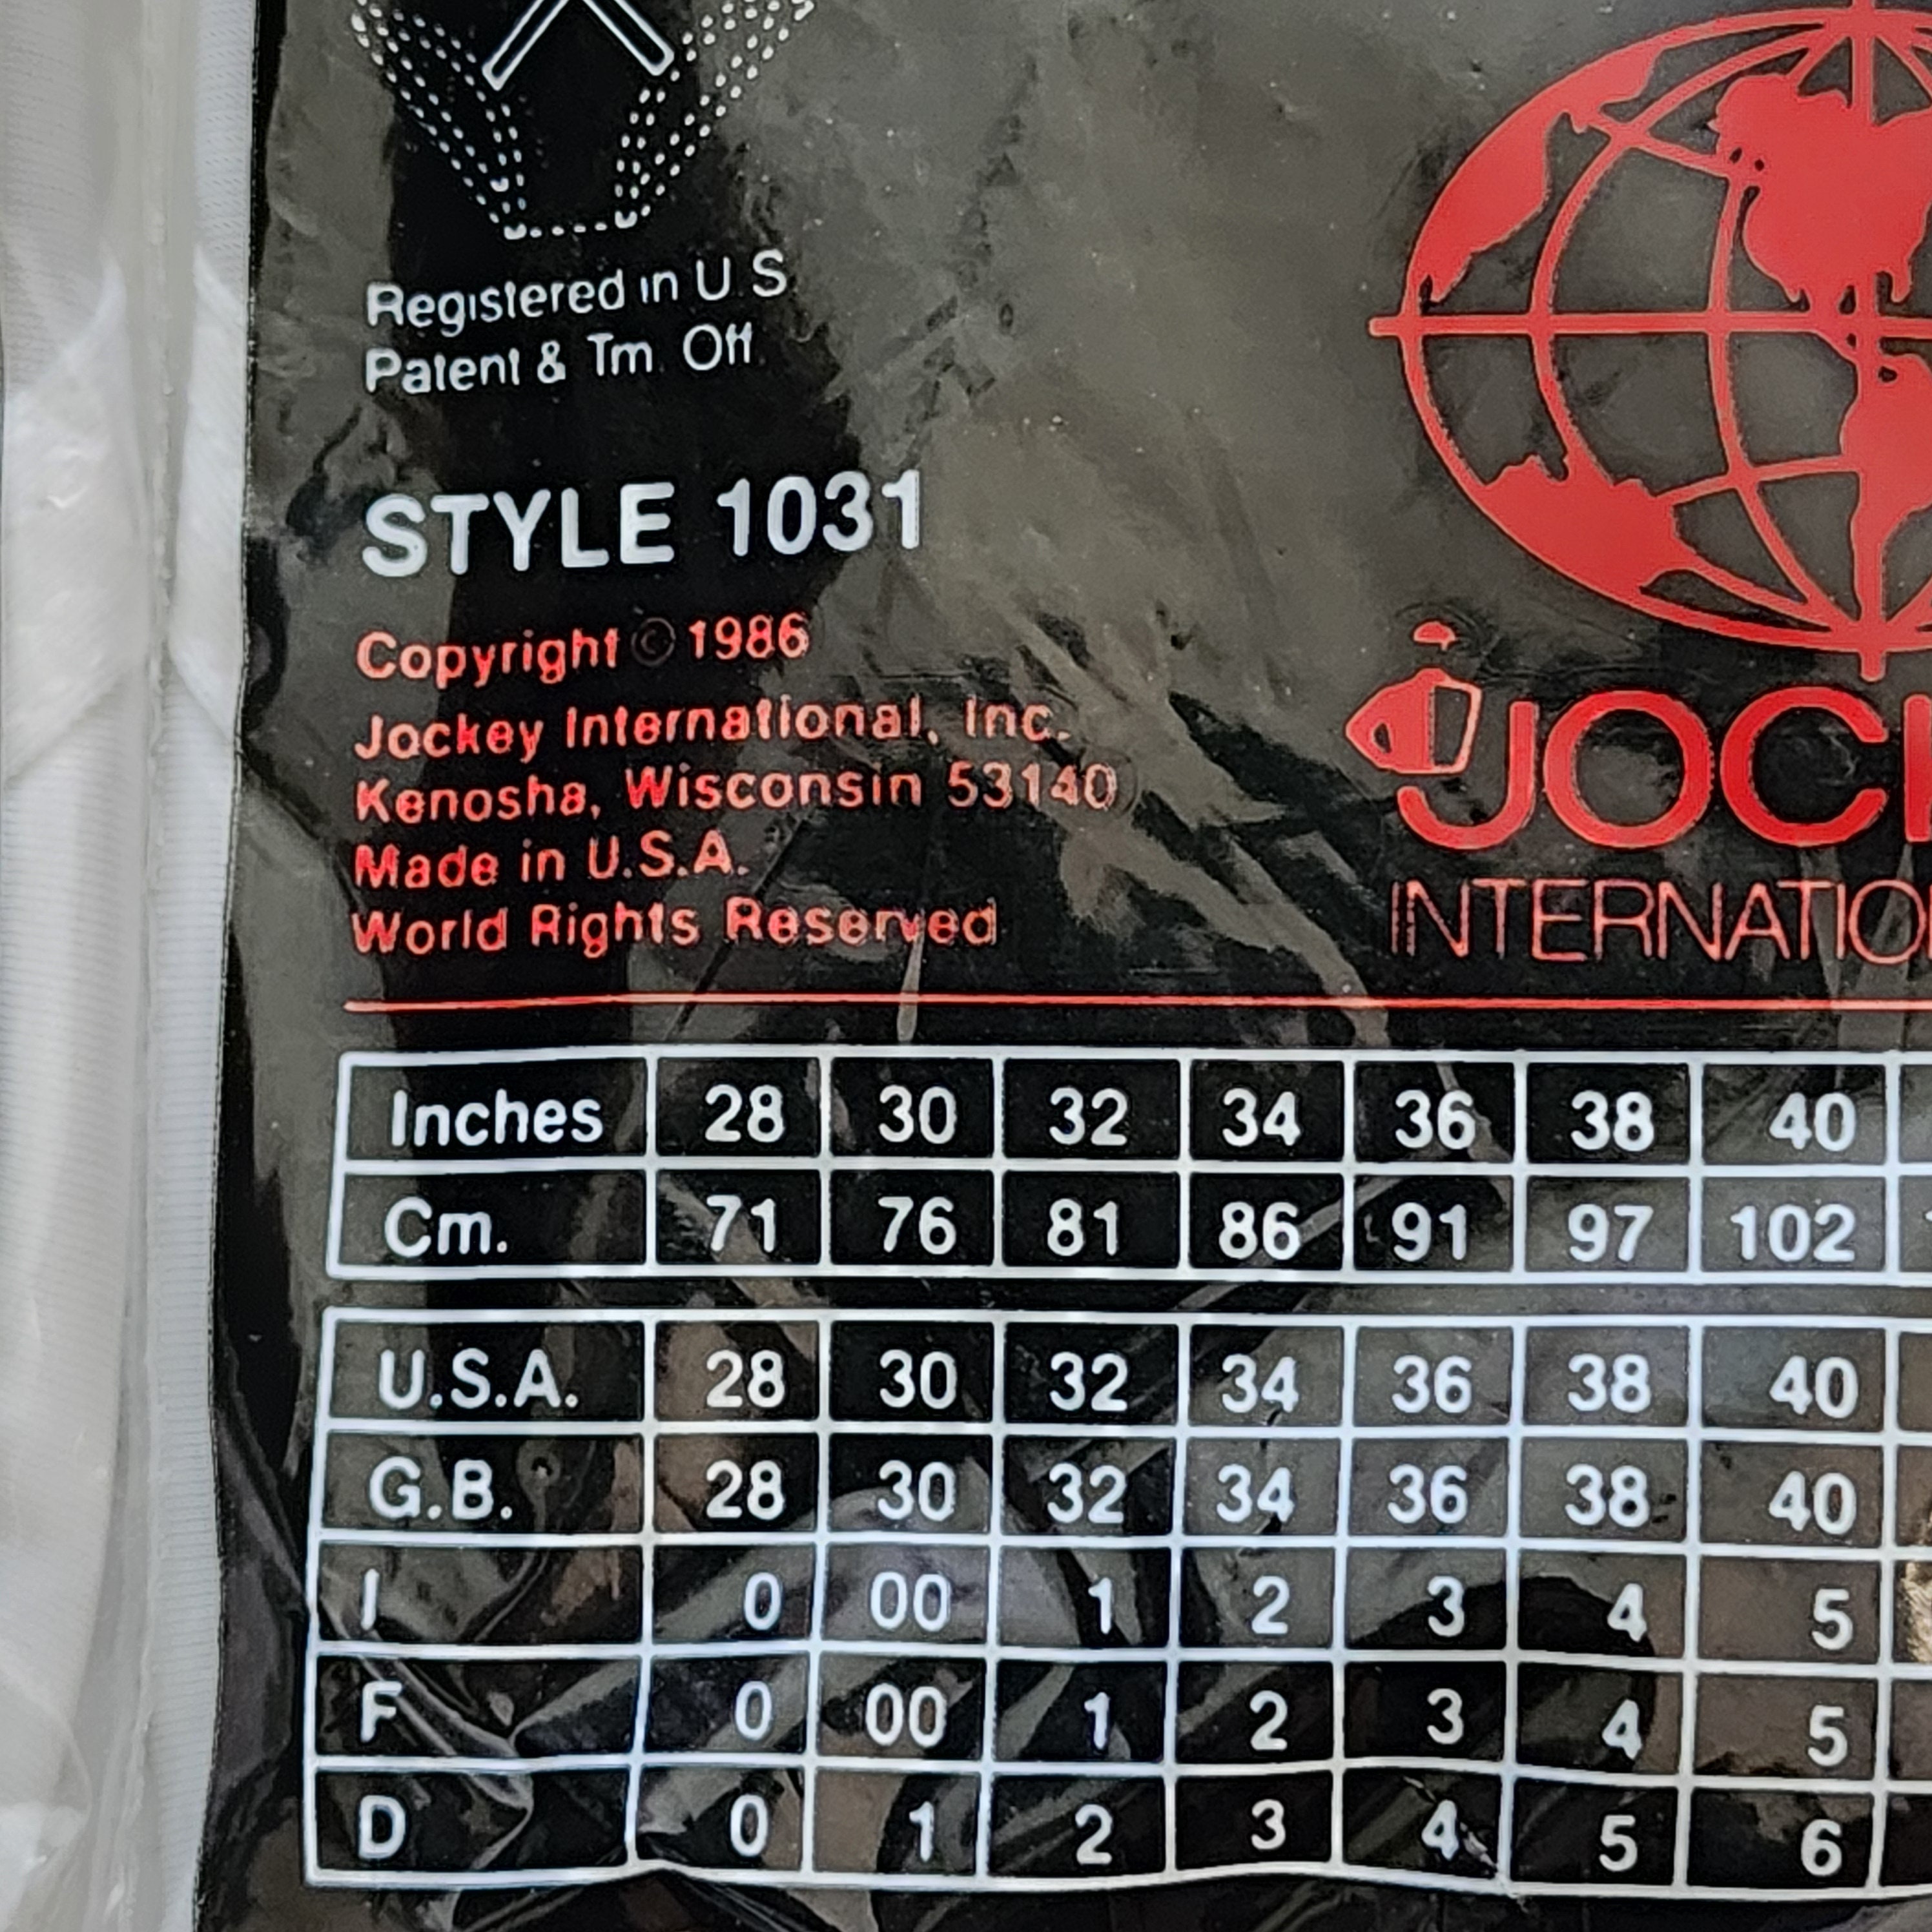 Registered in U.S.
Patent & Tm. Off.
STYLE 1031
Copyright © 1986
Jockey International, Inc.
Kenosha, Wisconsin 53140
Made in U.S.A.
World Rights Reserved
JOC
INTERNATIO
Inches 28 30 32 34 36 38 40
Cm. 71 76 81 86 91 97 102
U.S.A. 28 30 32 34 36 38 40
G.B. 28 30 32 34 36 38 40
I 0 00 1 2 3 4 5
F 0 00 1 2 3 4 5
D 0 1 2 3 4 5 6